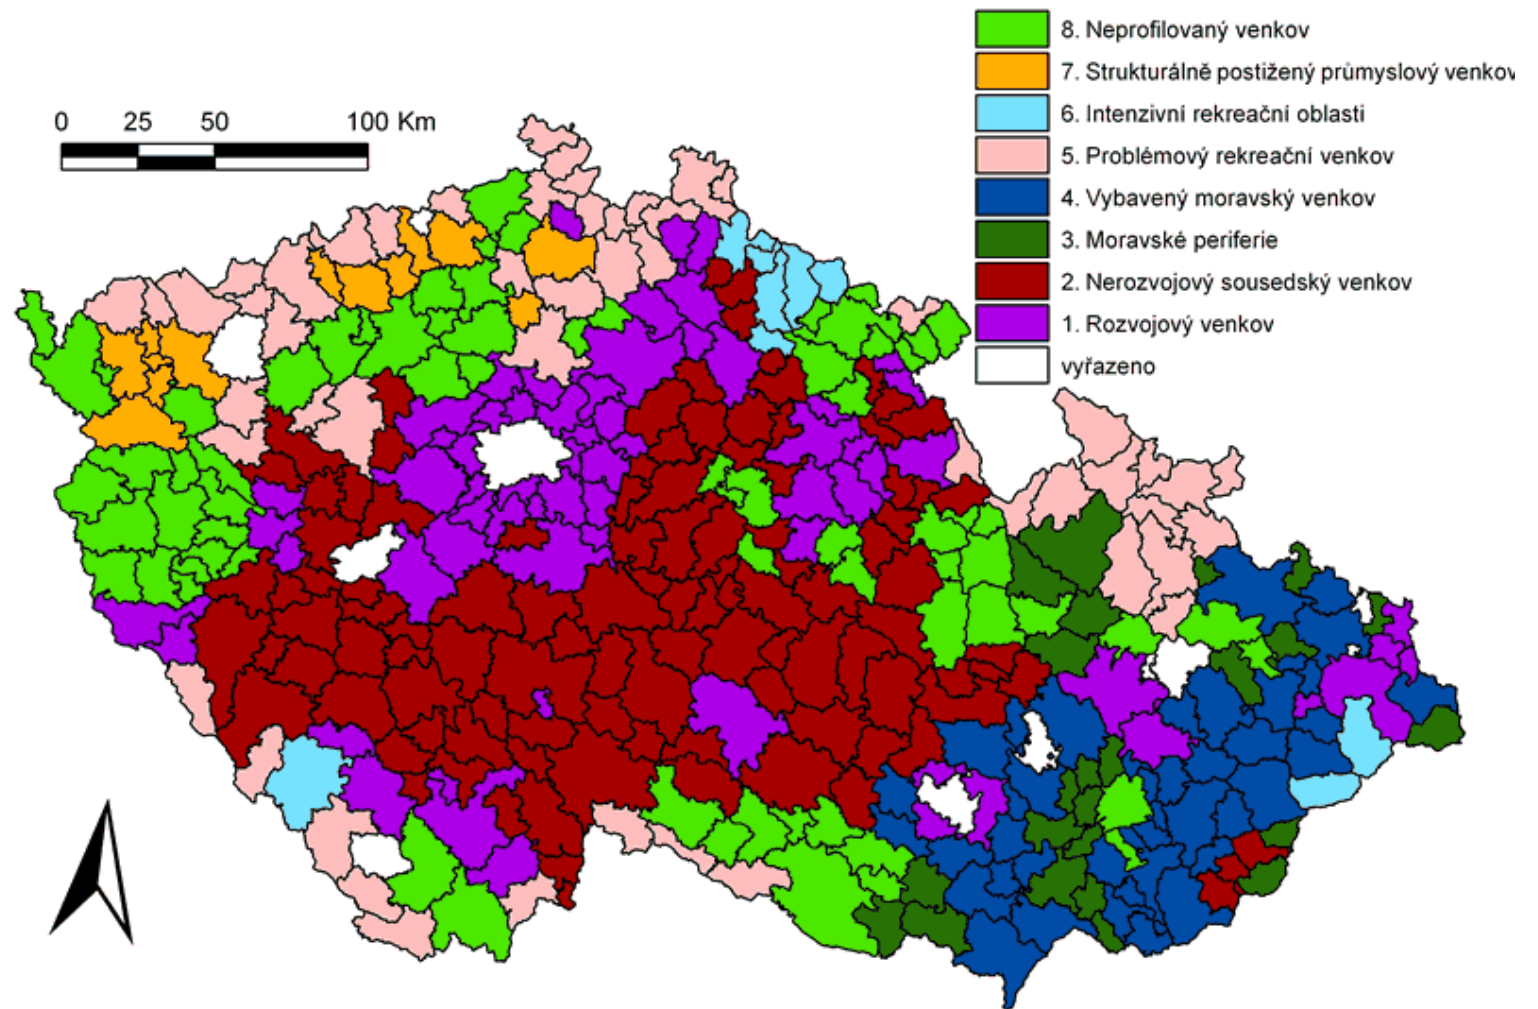 8. Neprofilovaný venkov
7. Strukturálně postižený průmyslový venkov
6. Intenzivní rekreační oblasti
0 25 50 100 Km
5. Problémový rekreační venkov
4. Vybavený moravský venkov
3. Moravské periferie
2. Nerozvojový sousedský venkov
1. Rozvojový venkov
vyřazeno